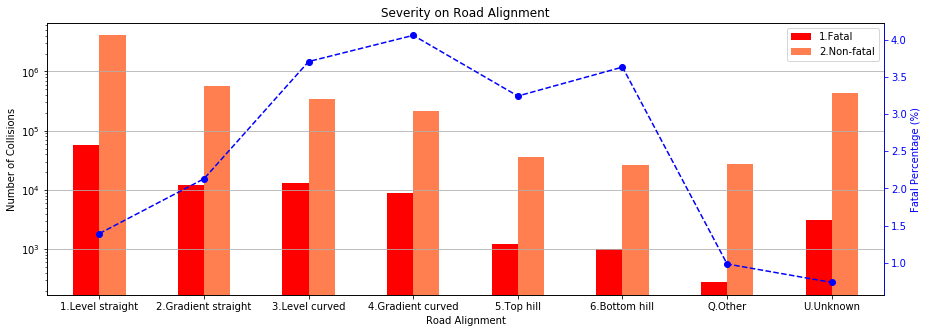 Severity on Road Alignment
1.Fatal
2.Non-fatal
Number of Collisions
10^6
10^5
10^4
10^3
4.0
3.5
3.0
2.5
2.0
1.5
1.0
Fatal Percentage (%)
1.Level straight 2.Gradient straight 3.Level curved 4.Gradient curved 5.Top hill 6.Bottom hill Q.Other U.Unknown
Road Alignment